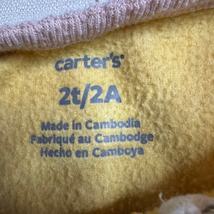 carter's®
2t/2A
Made in Cambodia
Fabriqué au Cambodge
Hecho en Camboya